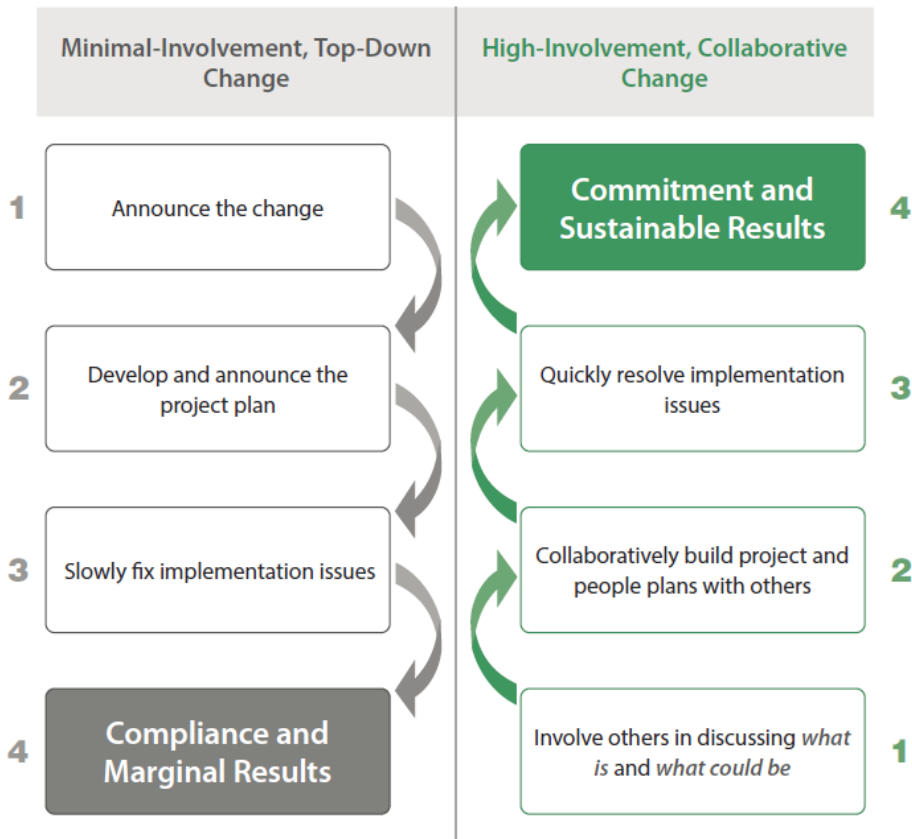 Minimal-Involvement, Top-Down
Change
1
Announce the change
2
Develop and announce the
project plan
3
Slowly fix implementation issues
4
Compliance and
Marginal Results
High-Involvement, Collaborative
Change
Commitment and
Sustainable Results
4
Quickly resolve implementation
issues
3
Collaboratively build project and
people plans with others
2
Involve others in discussing what
is and what could be
1